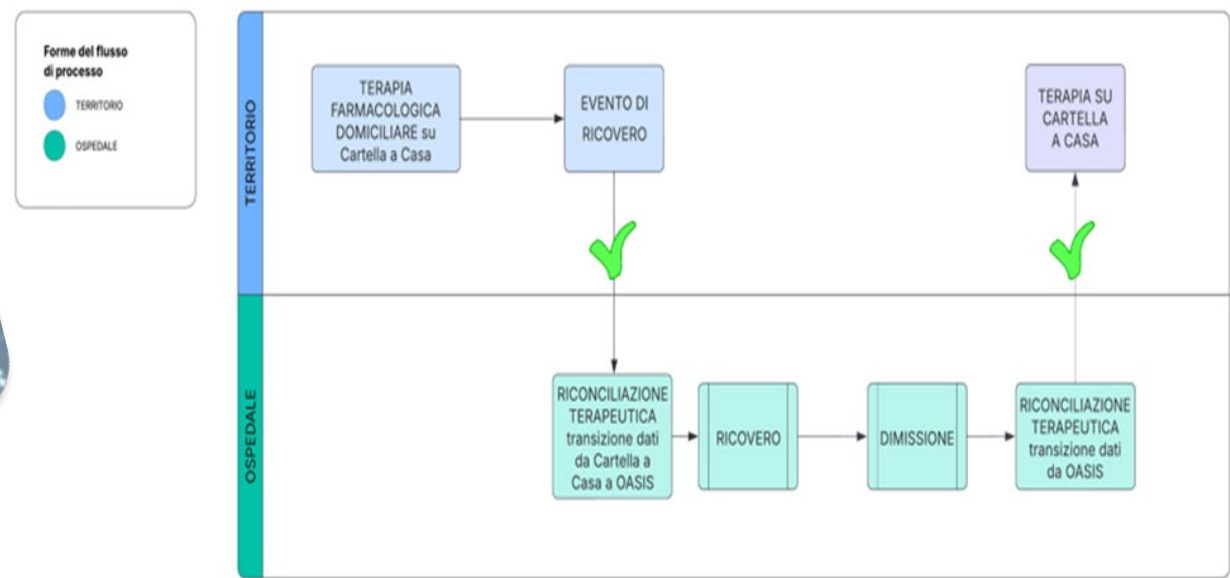 Forme del flusso
di processo
TERRITORIO
OSPEDALE
TERRITORIO
TERAPIA
FARMACOLOGICA
DOMICILIARE su
Cartella a Casa
EVENTO DI
RICOVERO
TERAPIA SU
CARTELLA
A CASA
OSPEDALE
RICONCILIAZIONE
TERAPEUTICA
transizione dati
da Cartella a
Casa a OASIS
RICOVERO
DIMISSIONE
RICONCILIAZIONE
TERAPEUTICA
transizione dati
da OASIS